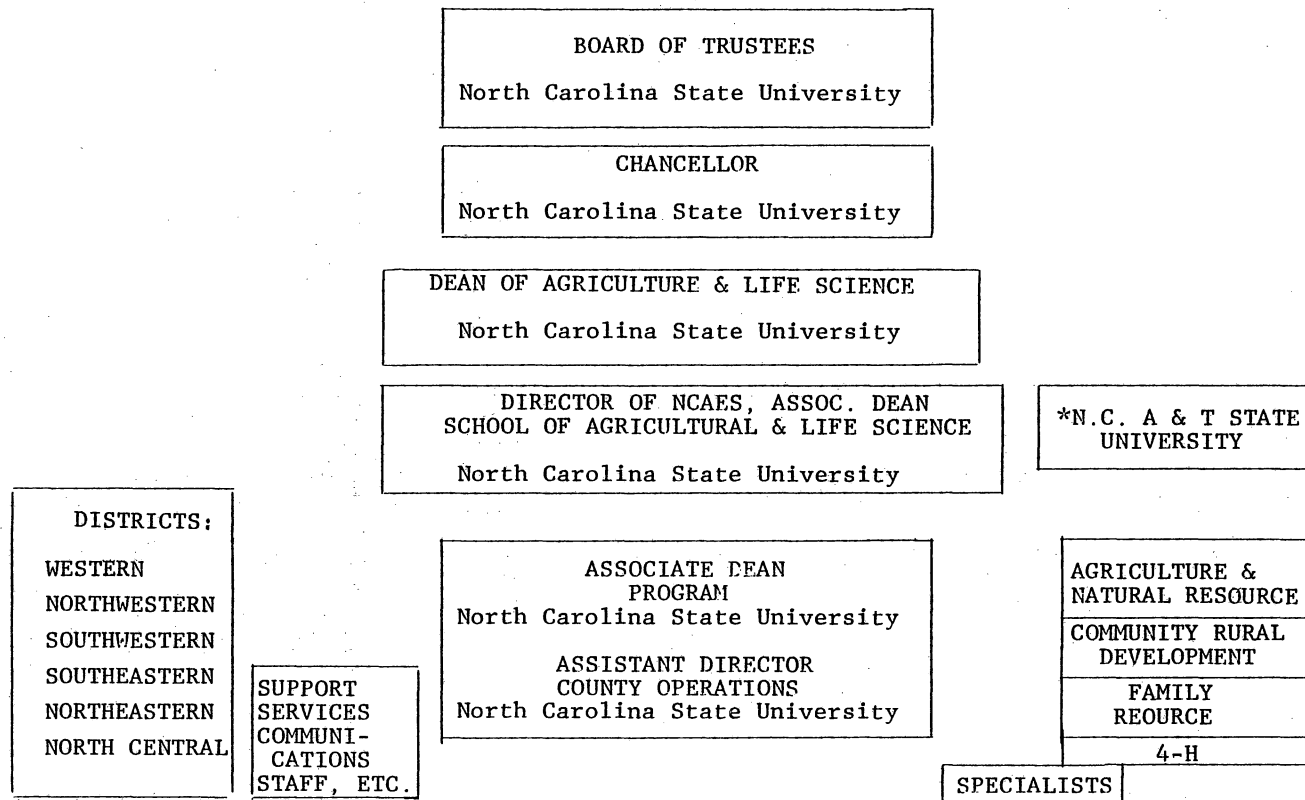 BOARD OF TRUSTEES
North Carolina State University
CHANCELLOR
North Carolina State University
DEAN OF AGRICULTURE & LIFE SCIENCE
North Carolina State University
DIRECTOR OF NCAES, ASSOC. DEAN
SCHOOL OF AGRICULTURAL & LIFE SCIENCE
North Carolina State University
*N.C. A & T STATE
UNIVERSITY
DISTRICTS:
WESTERN
NORTHWESTERN
SOUTHWESTERN
SOUTHEASTERN
NORTHEASTERN
NORTH CENTRAL
SUPPORT
SERVICES
COMMUNI-
CATIONS
STAFF, ETC.
ASSOCIATE DEAN
PROGRAM
North Carolina State University
ASSISTANT DIRECTOR
COUNTY OPERATIONS
North Carolina State University
AGRICULTURE &
NATURAL RESOURCE
COMMUNITY RURAL
DEVELOPMENT
FAMILY
REOURCE
4-H
SPECIALISTS